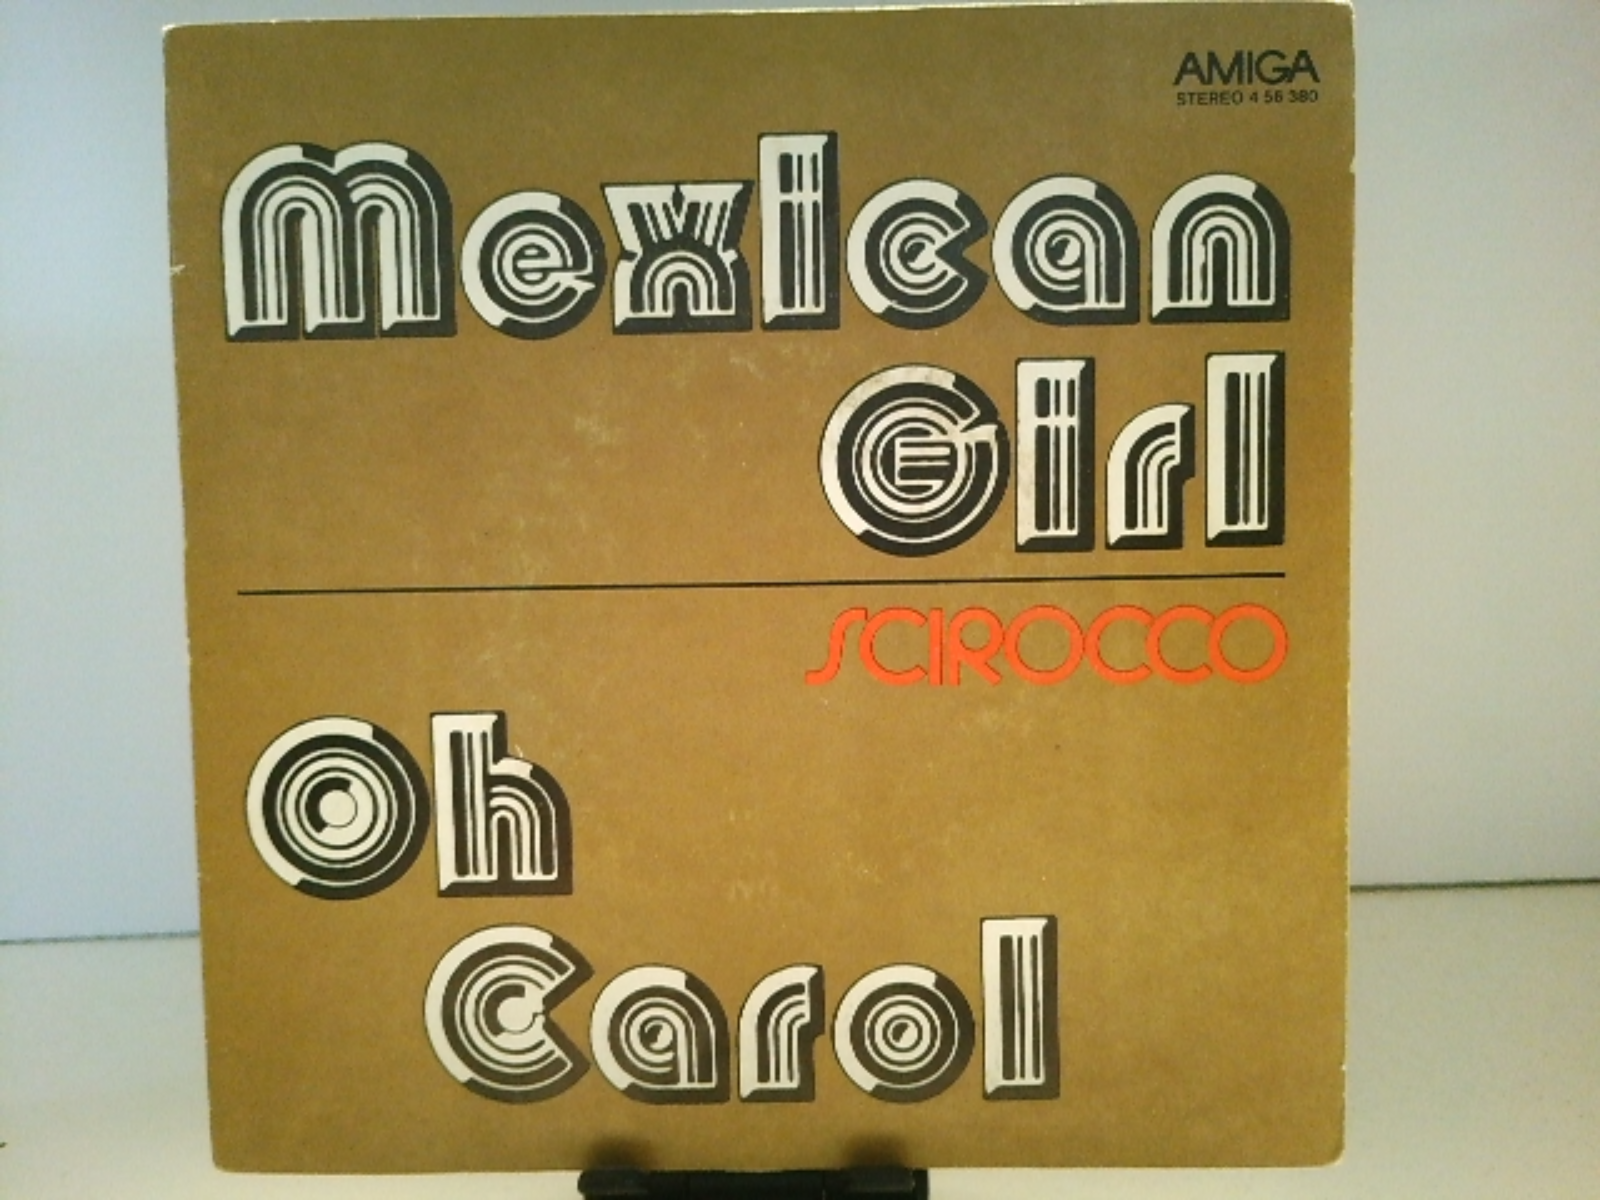 AMIGA
STEREO 4 56 380
Mexican
Girl
SCIROCCO
Oh
Carol